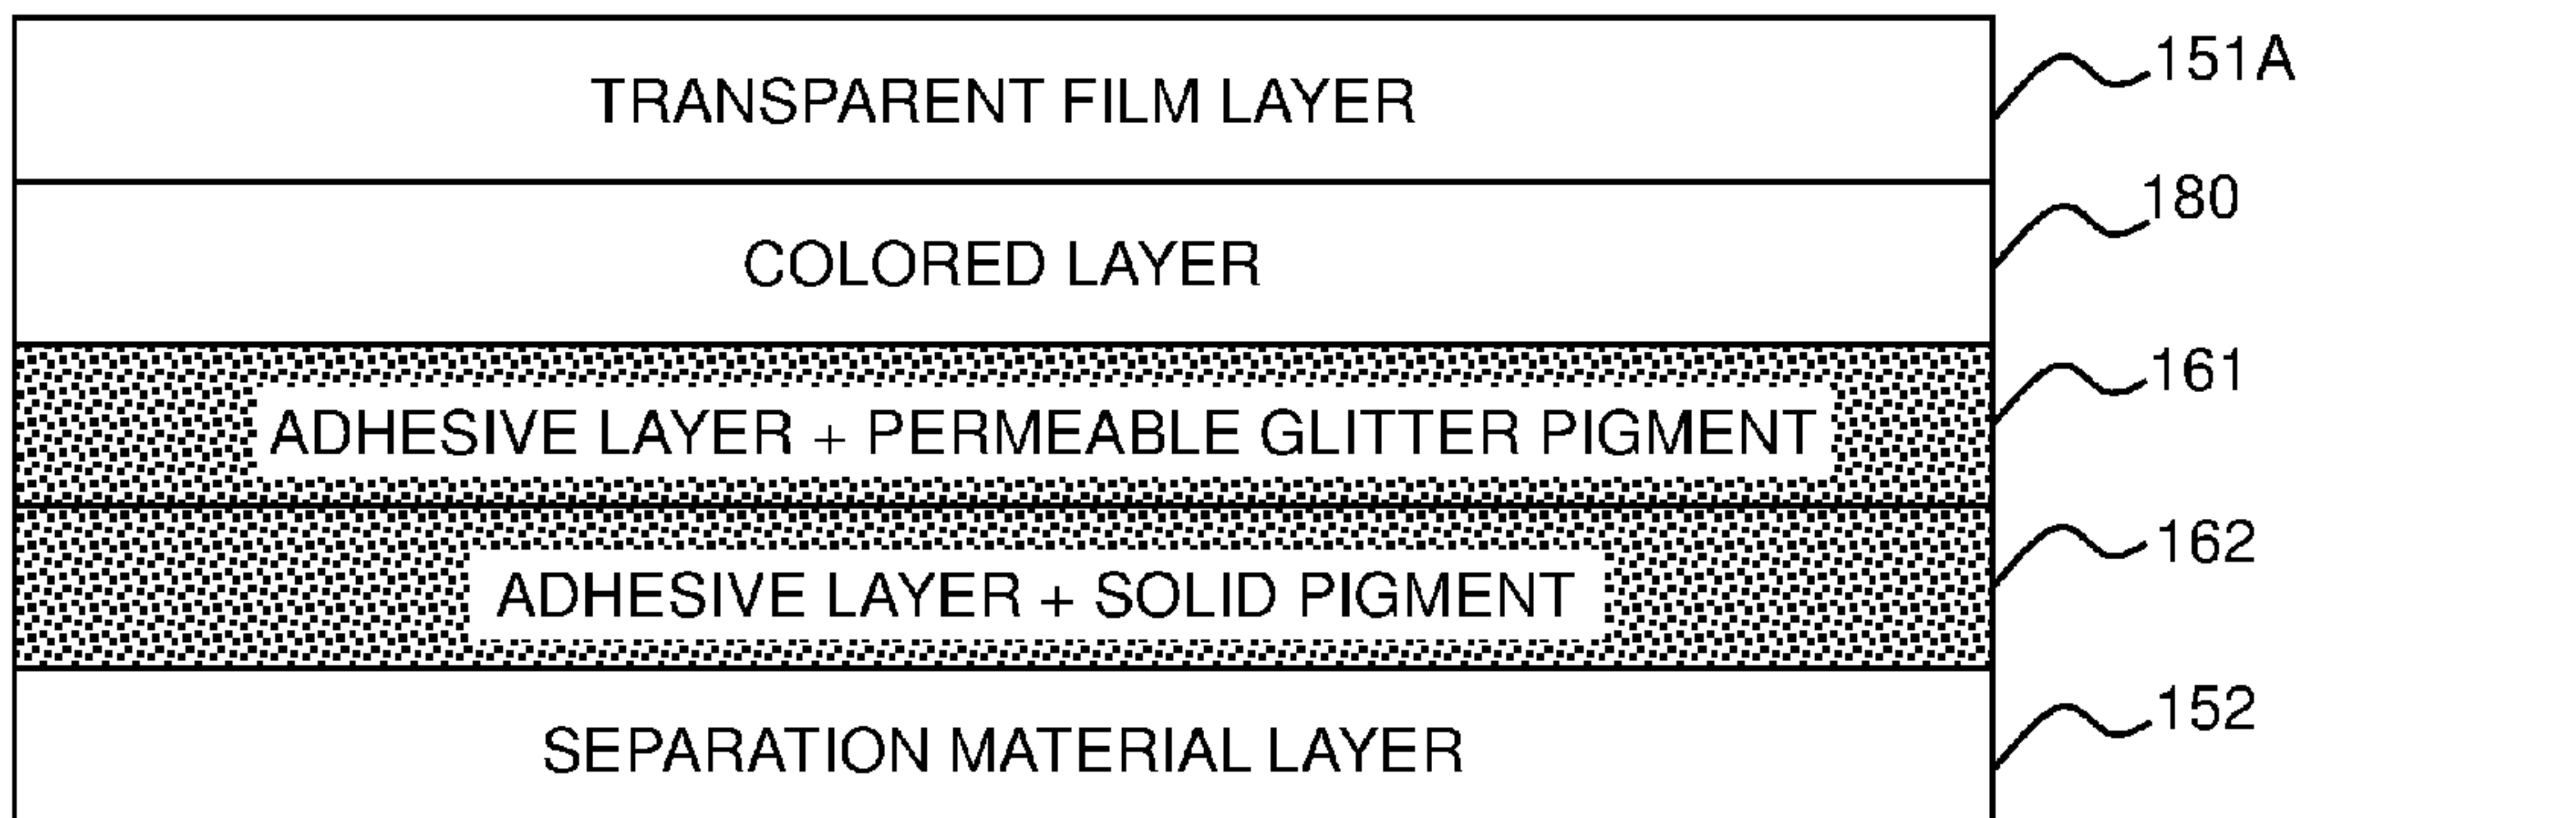 TRANSPARENT FILM LAYER 151A
COLORED LAYER 180
ADHESIVE LAYER + PERMEABLE GLITTER PIGMENT 161
ADHESIVE LAYER + SOLID PIGMENT 162
SEPARATION MATERIAL LAYER 152